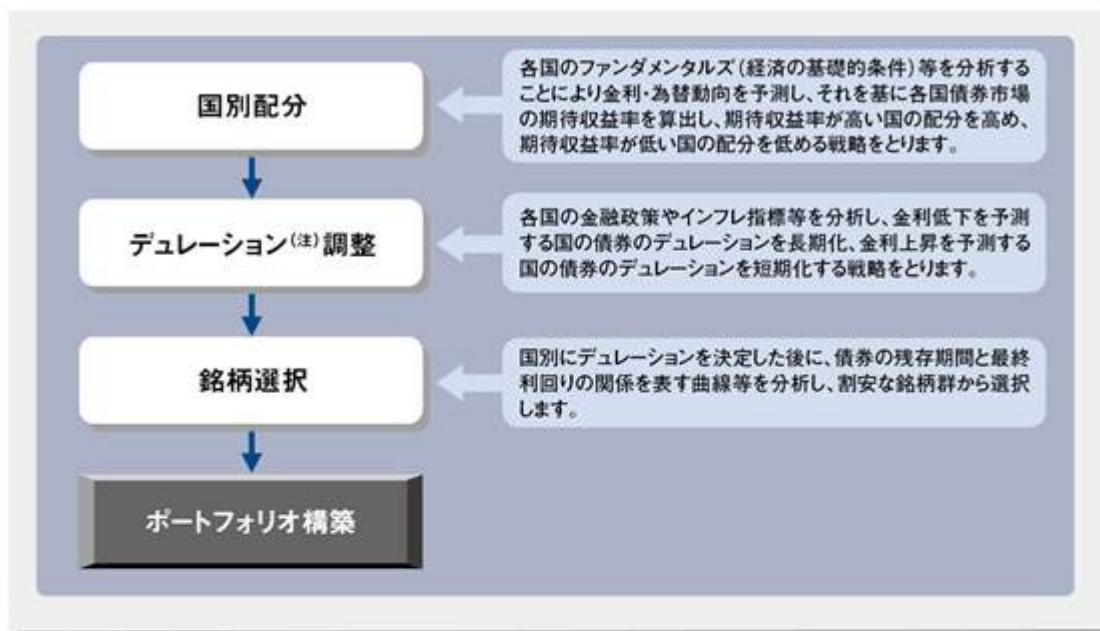 国別配分
各国のファンダメンタルズ(経済の基礎的条件)等を分析する
ことにより金利・為替動向を予測し、それを基に各国債券市場
の期待収益率を算出し、期待収益率が高い国の配分を高め、
期待収益率が低い国の配分を低める戦略をとります。
デュレーション(注)調整
各国の金融政策やインフレ指標等を分析し、金利低下を予測
する国の債券のデュレーションを長期化、金利上昇を予測する
国の債券のデュレーションを短期化する戦略をとります。
銘柄選択
国別にデュレーションを決定した後に、債券の残存期間と最終
利回りの関係を表す曲線等を分析し、割安な銘柄群から選択
します。
ポートフォリオ構築